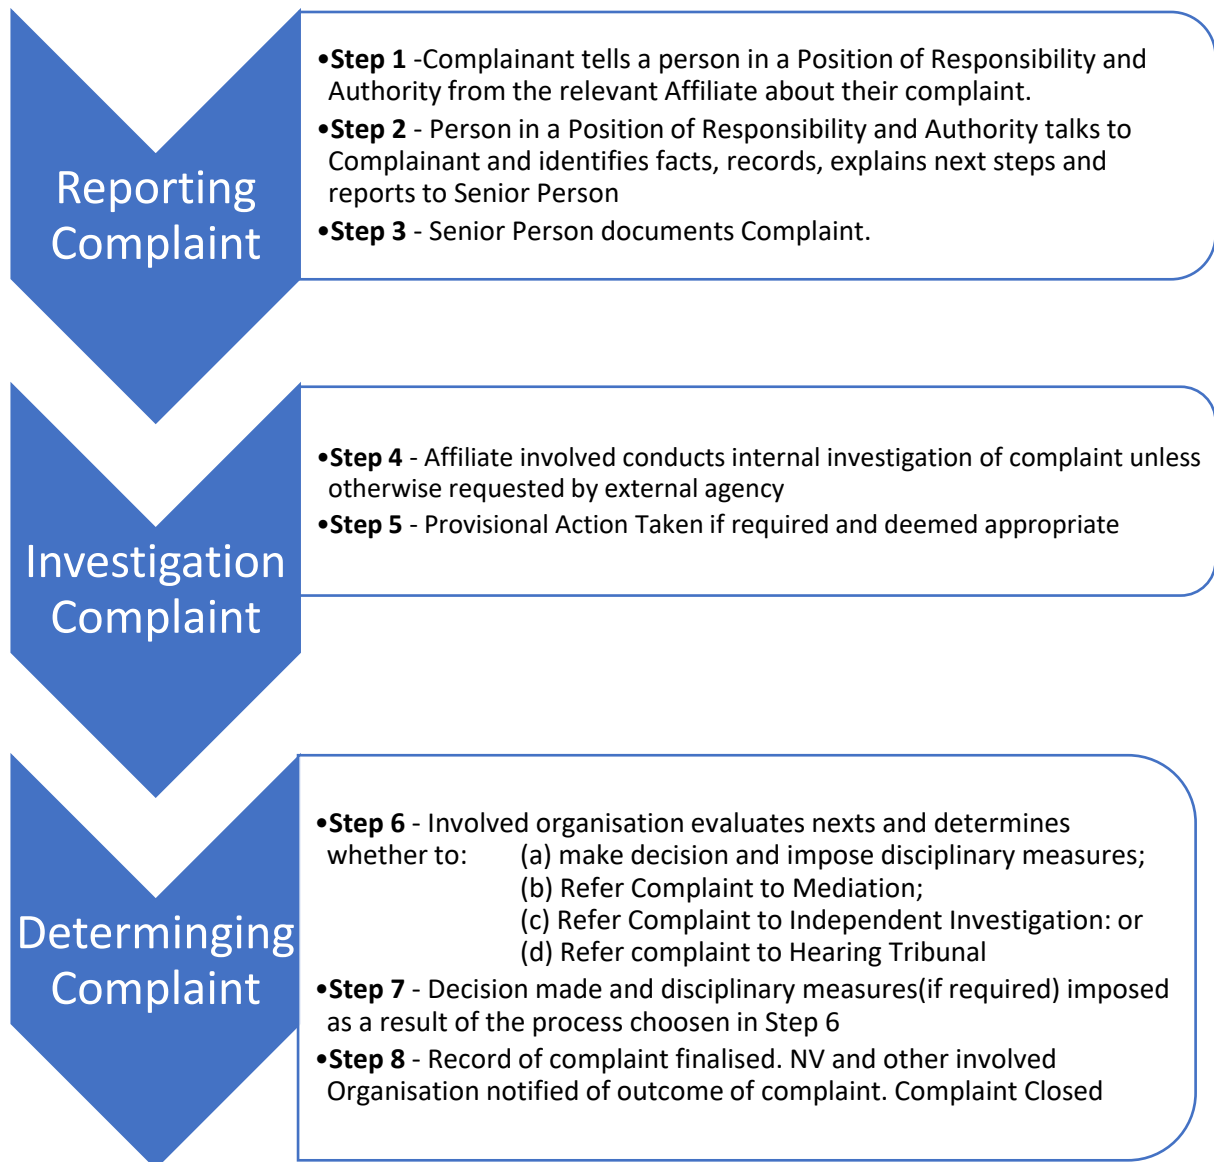 Reporting
Complaint
•Step 1 -Complainant tells a person in a Position of Responsibility and
Authority from the relevant Affiliate about their complaint.
•Step 2 - Person in a Position of Responsibility and Authority talks to
Complainant and identifies facts, records, explains next steps and
reports to Senior Person
•Step 3 - Senior Person documents Complaint.
Investigation
Complaint
•Step 4 - Affiliate involved conducts internal investigation of complaint unless
otherwise requested by external agency
•Step 5 - Provisional Action Taken if required and deemed appropriate
Determinging
Complaint
•Step 6 - Involved organisation evaluates nexts and determines
whether to: (a) make decision and impose disciplinary measures;
(b) Refer Complaint to Mediation;
(c) Refer Complaint to Independent Investigation: or
(d) Refer complaint to Hearing Tribunal
•Step 7 - Decision made and disciplinary measures(if required) imposed
as a result of the process choosen in Step 6
•Step 8 - Record of complaint finalised. NV and other involved
Organisation notified of outcome of complaint. Complaint Closed